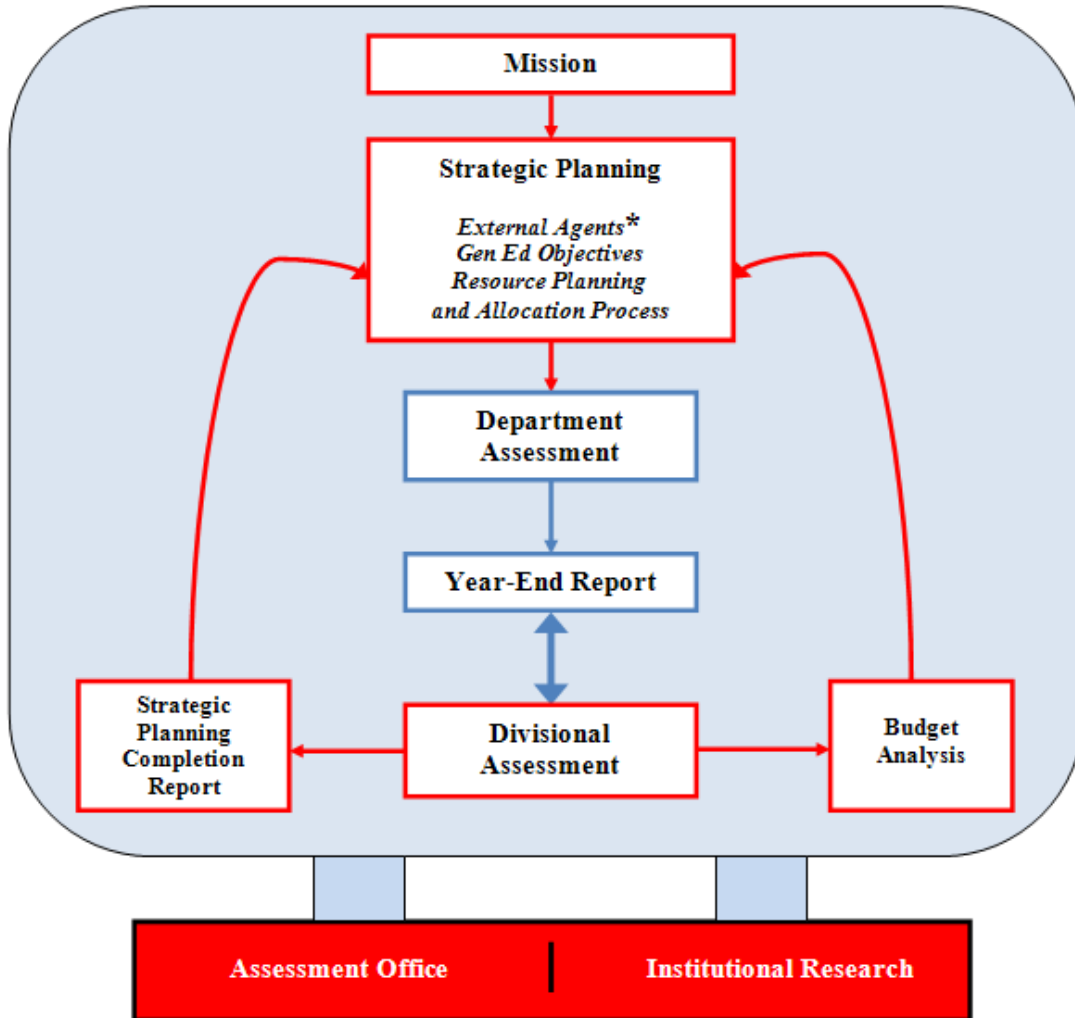 Mission
Strategic Planning
External Agents*
Gen Ed Objectives
Resource Planning
and Allocation Process
Department
Assessment
Year-End Report
Strategic
Planning
Completion
Report
Divisional
Assessment
Budget
Analysis
Assessment Office
Institutional Research